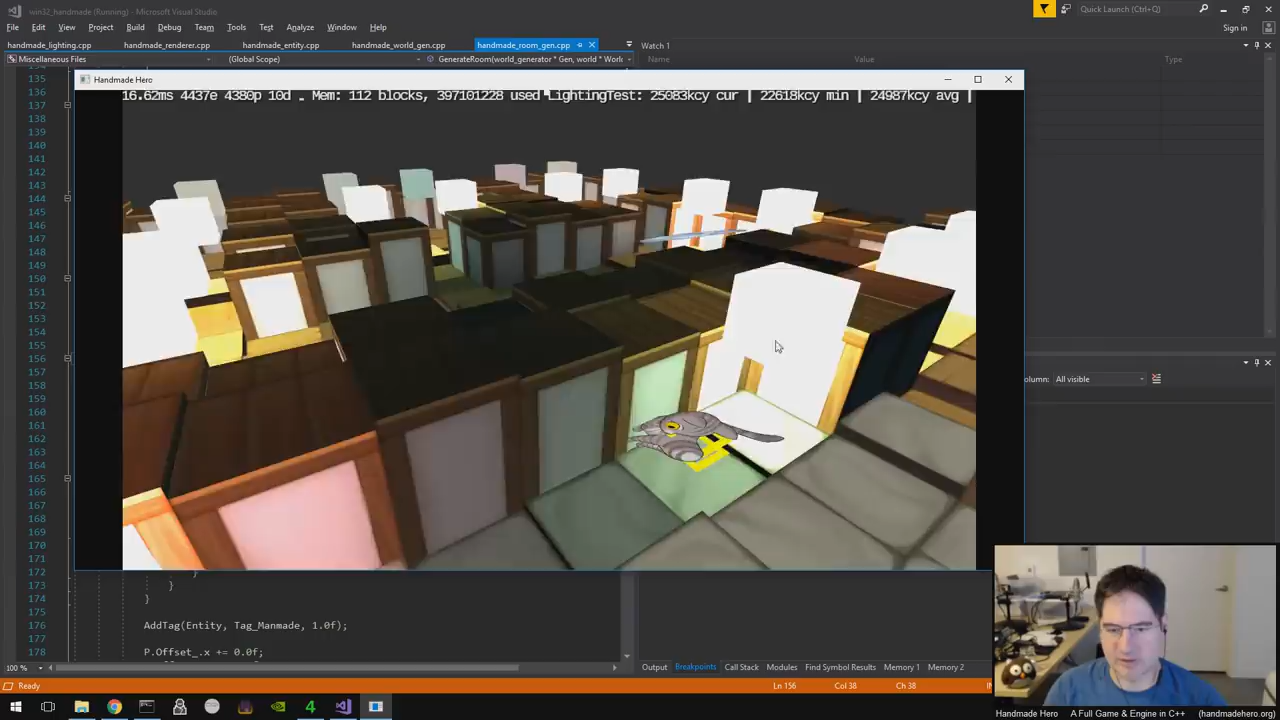 win32_handmade (Running) - Microsoft Visual Studio
Quick Launch (Ctrl+Q)
File Edit View Project Build Debug Team Tools Test Analyze Window Help
Sign in
handmade_lighting.cpp handmade_renderer.cpp handmade_entity.cpp handmade_world_gen.cpp handmade_room_gen.cpp
Watch 1
Miscellaneous Files (Global Scope) GenerateRoom(world_generator * Gen, world * Worl
Name Value Type
Handmade Hero
16.62ms 4437e 4380p 10d _ Mem: 112 blocks, 397101228 used LightingTest: 25083kcy cur | 22618kcy min | 24987kcy avg |
135
136
137
138
139
140
141
142
143
144
145
146
147
148
149
150
151
152
153
154
155
156
157
158
159
160
161
162
163
164
165
166
167
168
169
170
171
172 }
173 }
174 }
175
176 AddTag(Entity, Tag_Manmade, 1.0f);
177
178 P.Offset_.x += 0.0f;
olumn: All visible
100 %
Output Breakpoints Call Stack Modules Find Symbol Results Memory 1 Memory 2
Ready Ln 156 Col 38 Ch 38 IN
Handmade Hero A Full Game & Engine in C++ (handmadehero.org)